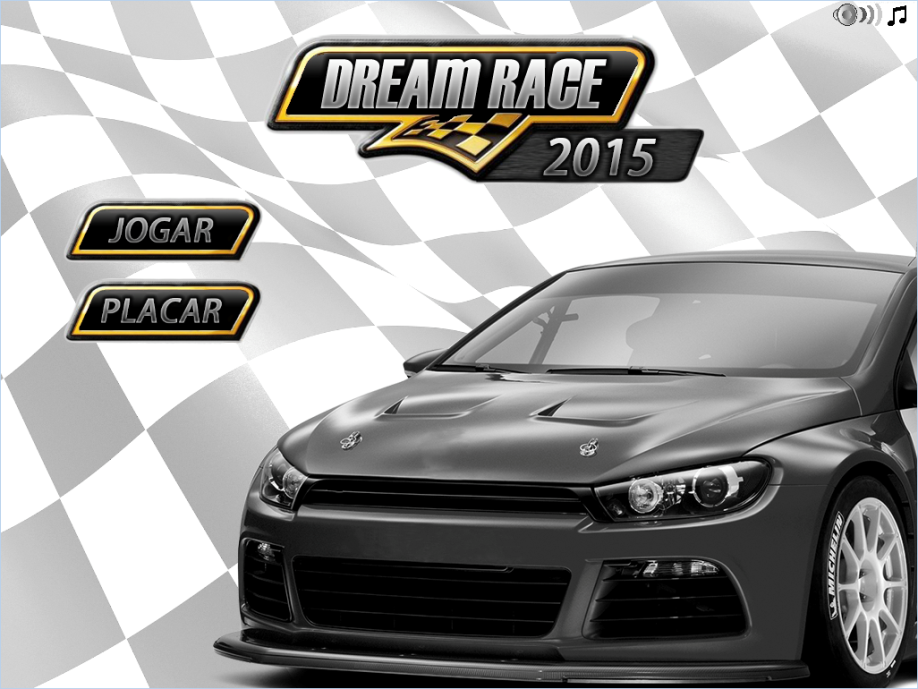 DREAM RACE
2015
JOGAR
PLACAR
MICHELIN